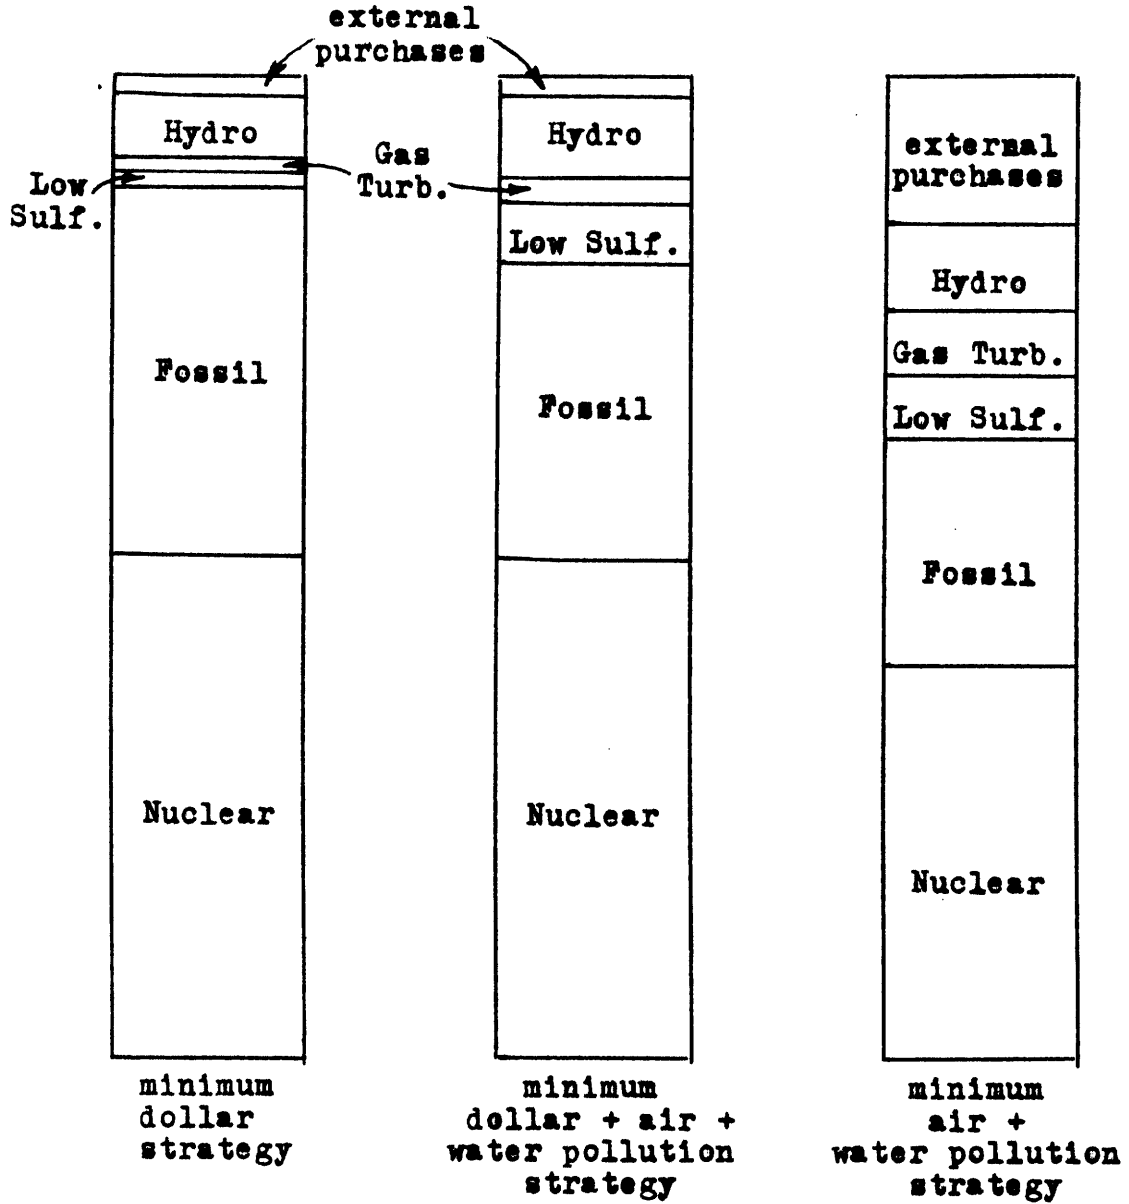 external
purchases
Hydro
Gas
Turb.
Low
Sulf.
Fossil
Nuclear
minimum
dollar
strategy
Hydro
Low Sulf.
Fossil
Nuclear
minimum
dollar + air +
water pollution
strategy
external
purchases
Hydro
Gas Turb.
Low Sulf.
Fossil
Nuclear
minimum
air +
water pollution
strategy